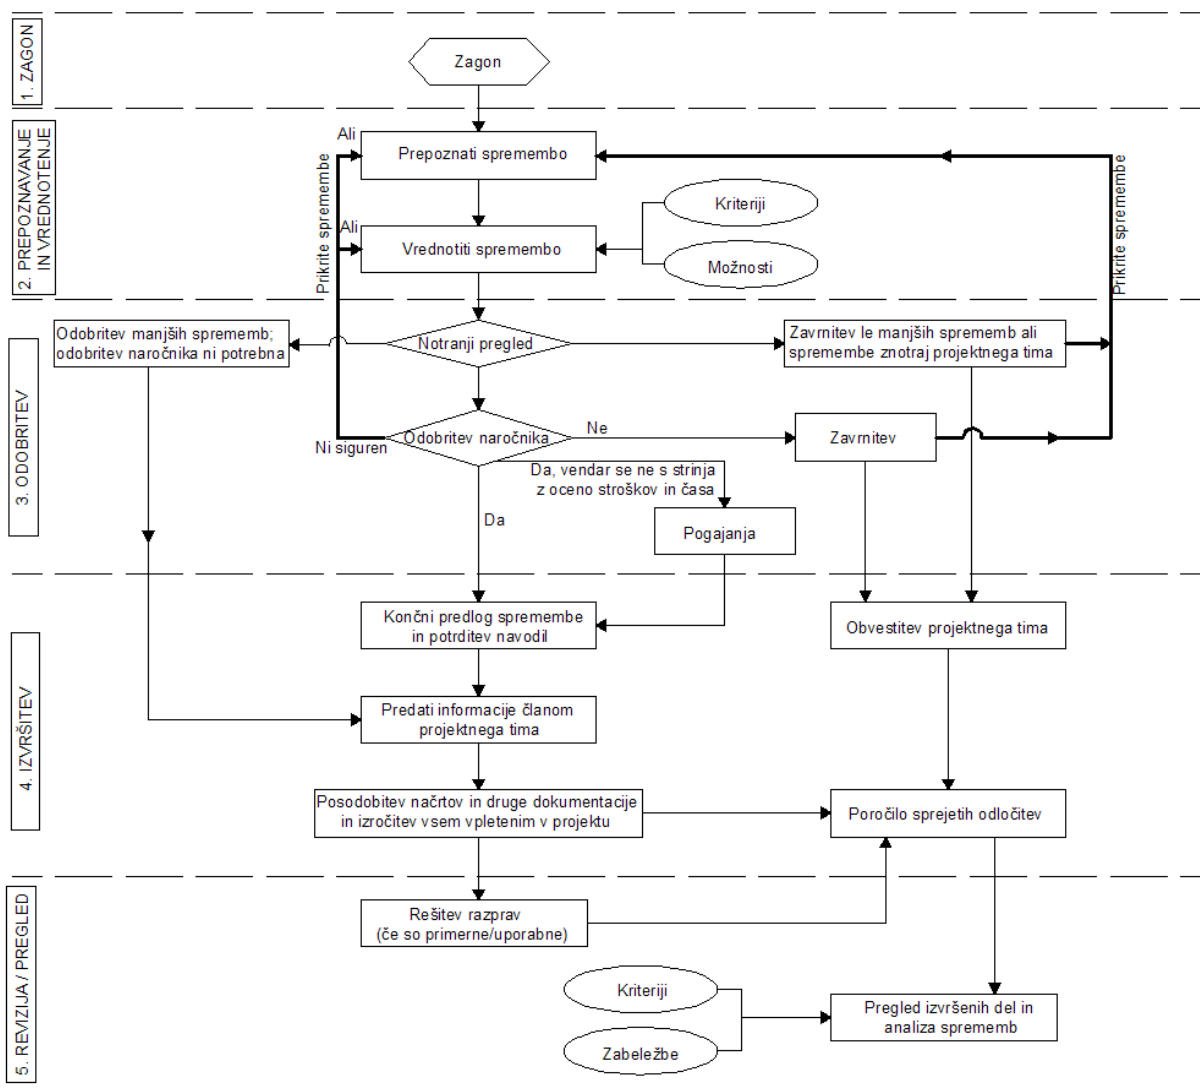 1. ZAGON
Zagon
2. PREPOZNAVANJE
IN VREDNOTENJE
Ali
Prepoznati spremembo
Prikrite spremembe
Ali
Vrednotiti spremembo
Kriteriji
Možnosti
Prikrite spremembe
3. ODOBRITEV
Odobritev manjših sprememb;
odobritev naročnika ni potrebna
Notranji pregled
Zavrnitev le manjših sprememb ali
spremembe znotraj projektnega tima
Ni siguren
Odobritev naročnika
Ne
Zavrnitev
Da, vendar se ne s strinja
z oceno stroškov in časa
Da
Pogajanja
4. IZVRŠITEV
Končni predlog spremembe
in potrditev navodil
Obvestitev projektnega tima
Predati informacije članom
projektnega tima
Posodobitev načrtov in druge dokumentacije
in izročitev vsem vpletenim v projektu
Poročilo sprejetih odločitev
5. REVIZIJA / PREGLED
Rešitev razprav
(če so primerne/uporabne)
Kriteriji
Zabeležbe
Pregled izvršenih del in
analiza sprememb